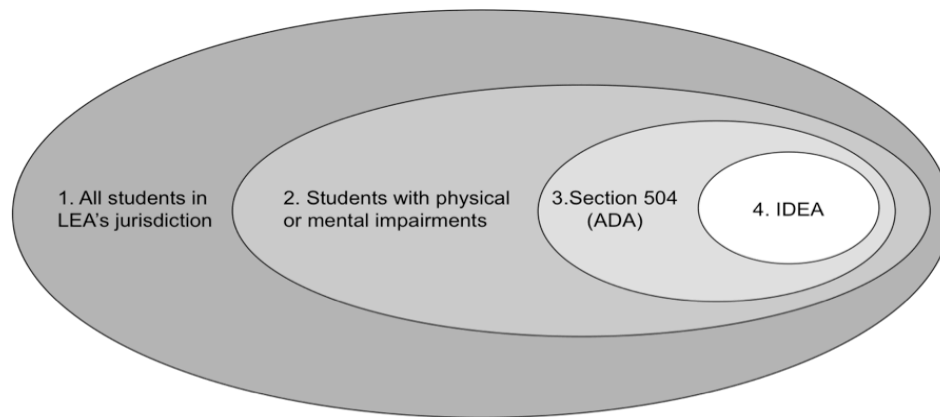 1. All students in
LEA's jurisdiction
2. Students with physical
or mental impairments
3.Section 504
(ADA)
4. IDEA